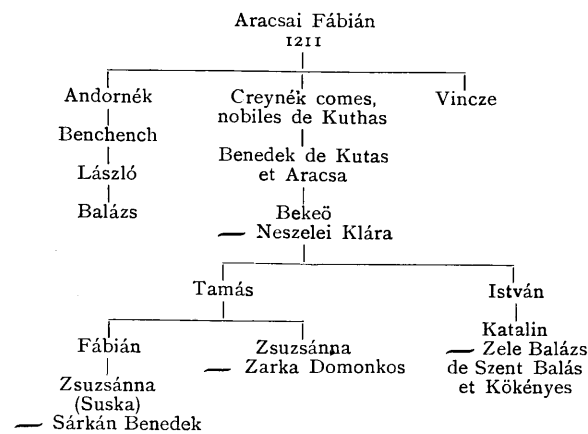 Aracsai Fábián
1211
Andornék
Creynék comes,
nobiles de Kuthas
Vincze
Benchench
László
Balázs
Benedek de Kutas
et Aracsa
Bekeö
— Neszelei Klára
Tamás
István
Fábián
Zsuzsánna
(Suska)
— Sárkán Benedek
Zsuzsánna
— Zarka Domonkos
Katalin
— Zele Balázs
de Szent Balás
et Kökényes